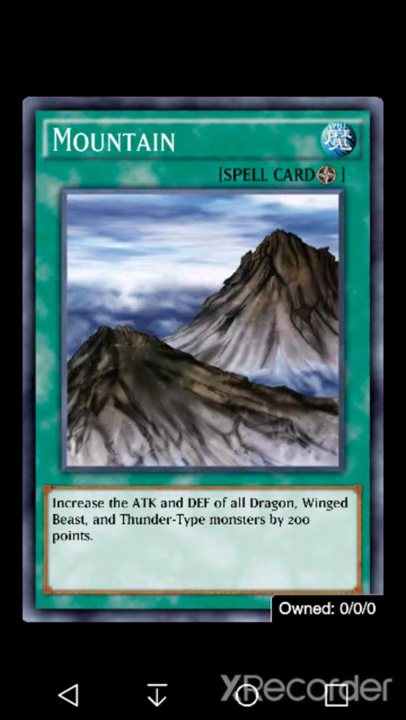 MOUNTAIN
[SPELL CARD ]
Increase the ATK and DEF of all Dragon, Winged
Beast, and Thunder-Type monsters by 200
points.
Owned: 0/0/0
XRecorder